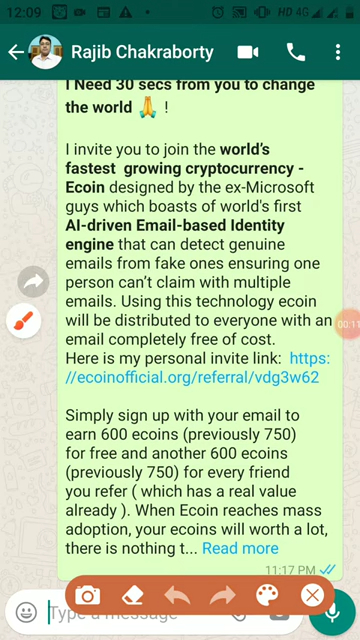 12:09
HD 4G
Rajib Chakraborty
I Need 30 secs from you to change
the world 🙏 !
I invite you to join the world's
fastest growing cryptocurrency -
Ecoin designed by the ex-Microsoft
guys which boasts of world's first
AI-driven Email-based Identity
engine that can detect genuine
emails from fake ones ensuring one
person can't claim with multiple
emails. Using this technology ecoin
will be distributed to everyone with an
email completely free of cost.
Here is my personal invite link: https:
//ecoinofficial.org/referral/vdg3w62
Simply sign up with your email to
earn 600 ecoins (previously 750)
for free and another 600 ecoins
(previously 750) for every friend
you refer ( which has a real value
already ). When Ecoin reaches mass
adoption, your ecoins will worth a lot,
there is nothing t... Read more
11:17 PM
Type a message